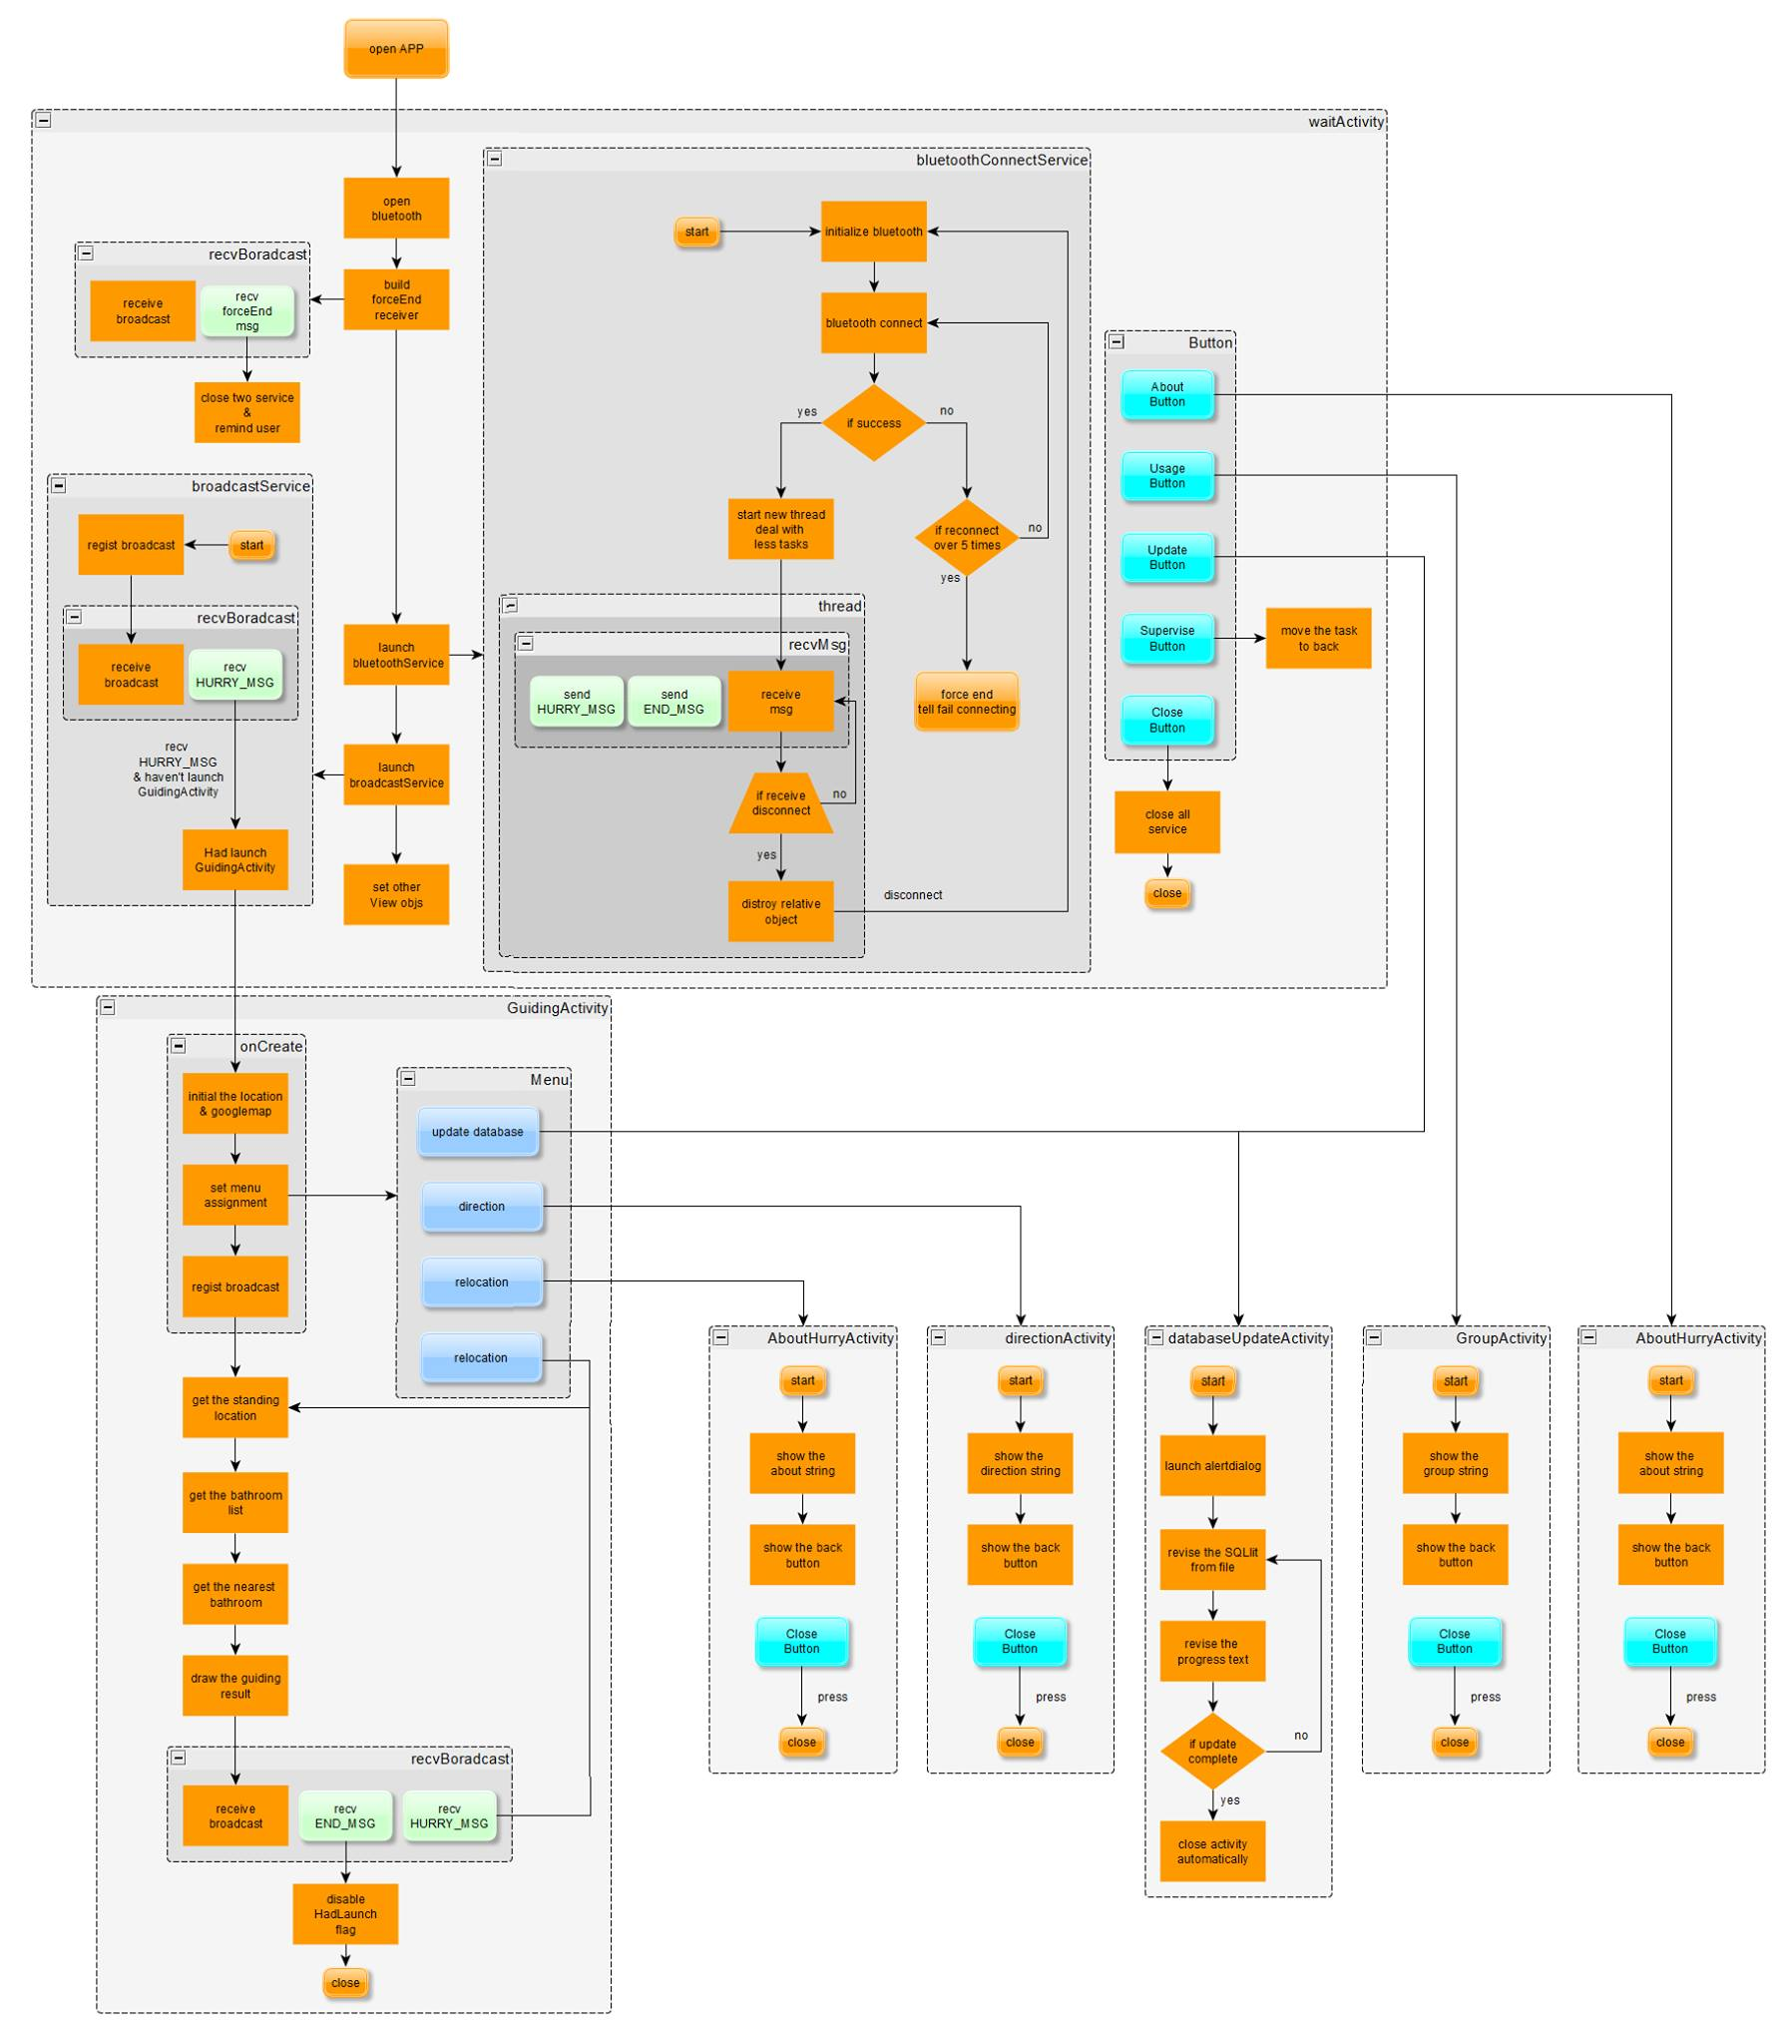 open APP
waitActivity
open
bluetooth
build
forceEnd
receiver
recvBoradcast
receive
broadcast
recv
forceEnd
msg
close two service
&
remind user
broadcastService
regist broadcast
start
recvBoradcast
receive
broadcast
recv
HURRY_MSG
recv
HURRY_MSG
& haven't launch
GuidingActivity
Had launch
GuidingActivity
launch
bluetoothService
launch
broadcastService
set other
View objs
bluetoothConnectService
start
initialize bluetooth
bluetooth connect
if success
yes
no
start new thread
deal with
less tasks
if reconnect
over 5 times
no
yes
force end
tell fail connecting
thread
recvMsg
send
HURRY_MSG
send
END_MSG
receive
msg
if receive
disconnect
no
yes
distroy relative
object
disconnect
Button
About
Button
Usage
Button
Update
Button
Supervise
Button
move the task
to back
Close
Button
close all
service
close
GuidingActivity
onCreate
initial the location
& googlemap
set menu
assignment
regist broadcast
Menu
update database
direction
relocation
relocation
get the standing
location
get the bathroom
list
get the nearest
bathroom
draw the guiding
result
recvBoradcast
receive
broadcast
recv
END_MSG
recv
HURRY_MSG
disable
HadLaunch
flag
close
AboutHurryActivity
start
show the
about string
show the back
button
Close
Button
press
close
directionActivity
start
show the
direction string
show the back
button
Close
Button
press
close
databaseUpdateActivity
start
launch alertdialog
revise the SQLlit
from file
revise the
progress text
if update
complete
no
yes
close activity
automatically
GroupActivity
start
show the
group string
show the back
button
Close
Button
press
close
AboutHurryActivity
start
show the
about string
show the back
button
Close
Button
press
close